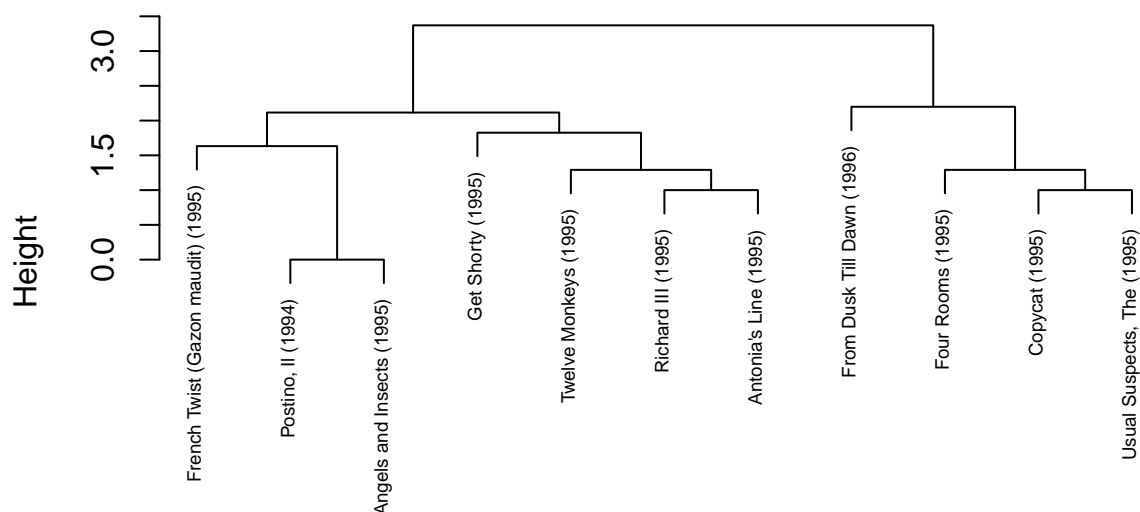 3.0
1.5
0.0
Height
French Twist (Gazon maudit) (1995)
Postino, Il (1994)
Angels and Insects (1995)
Get Shorty (1995)
Twelve Monkeys (1995)
Richard III (1995)
Antonia's Line (1995)
From Dusk Till Dawn (1996)
Four Rooms (1995)
Copycat (1995)
Usual Suspects, The (1995)